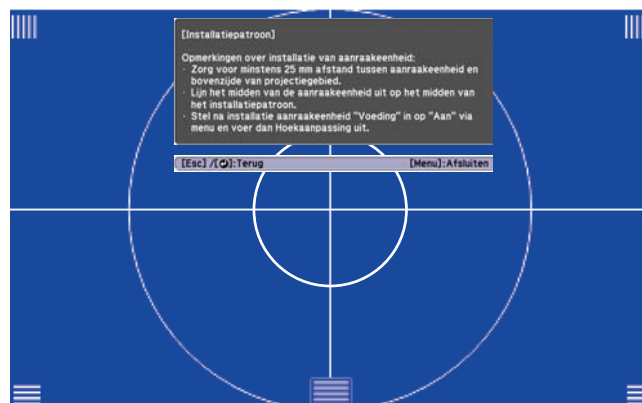 [Installatiepatroon]
Opmerkingen over installatie van aanraakeenheid:
· Zorg voor minstens 25 mm afstand tussen aanraakeenheid en
bovenzijde van projectiegebied.
· Lijn het midden van de aanraakeenheid uit op het midden van
het installatiepatroon.
· Stel na installatie aanraakeenheid "Voeding" in op "Aan" via
menu en voer dan Hoekaanpassing uit.
[Esc] /[⮐]:Terug [Menu]:Afsluiten